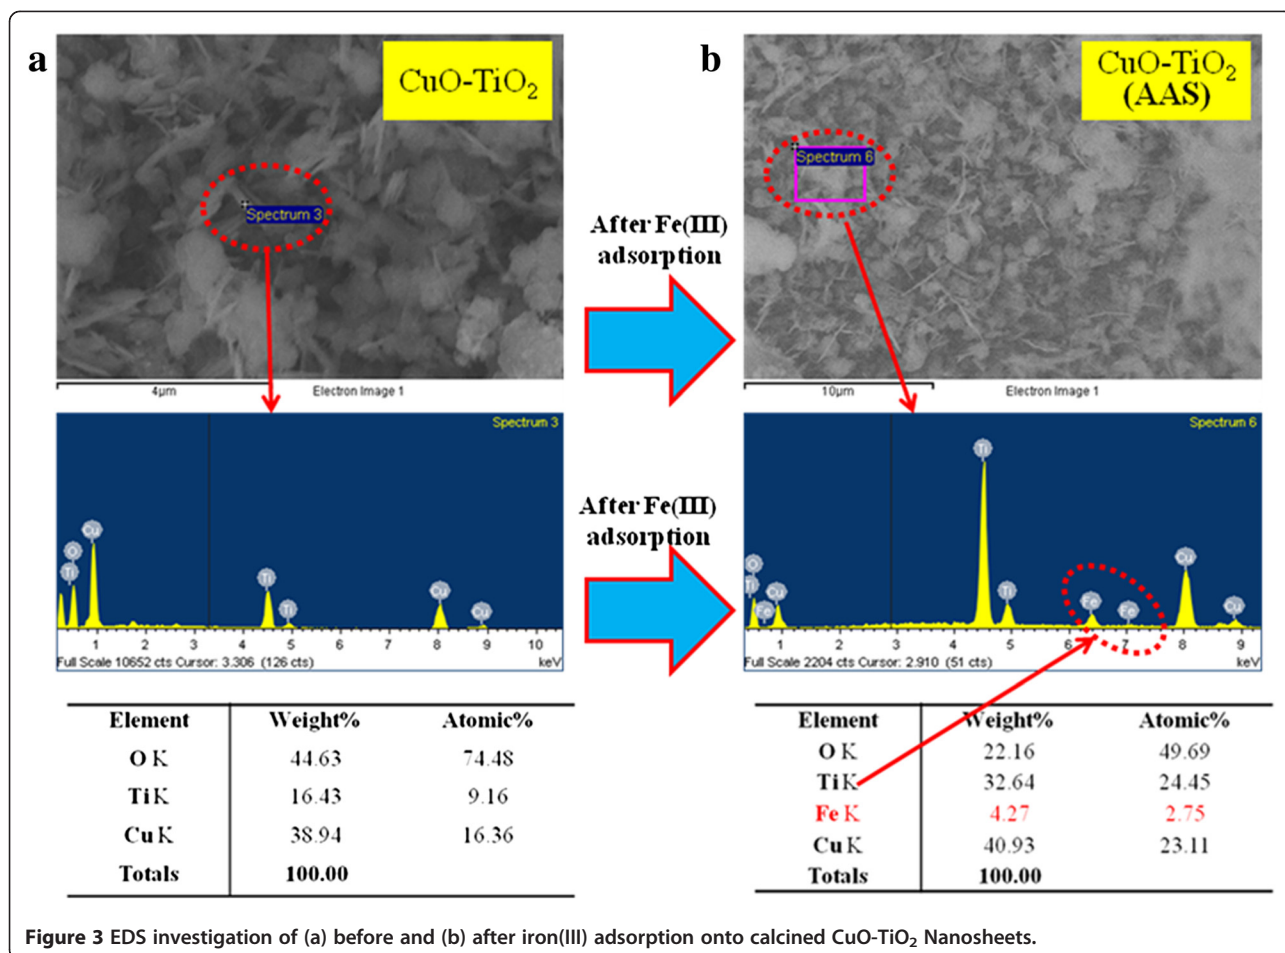 a
CuO-TiO₂
Spectrum 3
4µm
Electron Image 1
After Fe(III)
adsorption
b
CuO-TiO₂
(AAS)
Spectrum 6
10µm
Electron Image 1
Spectrum 3
Ti
O
Cu
Ti
Ti
Cu
Cu
1 2 3 4 5 6 7 8 9 10
Full Scale 10652 cts Cursor: 3.306 (126 cts)
keV
After Fe(III)
adsorption
Spectrum 6
O
Ti
Fe
Cu
Ti
Ti
Fe
Fe
Cu
Cu
1 2 3 4 5 6 7 8 9
Full Scale 2204 cts Cursor: 2.910 (51 cts)
keV
Element Weight% Atomic%
O K 44.63 74.48
Ti K 16.43 9.16
Cu K 38.94 16.36
Totals 100.00
Element Weight% Atomic%
O K 22.16 49.69
Ti K 32.64 24.45
Fe K 4.27 2.75
Cu K 40.93 23.11
Totals 100.00
Figure 3 EDS investigation of (a) before and (b) after iron(III) adsorption onto calcined CuO-TiO₂ Nanosheets.